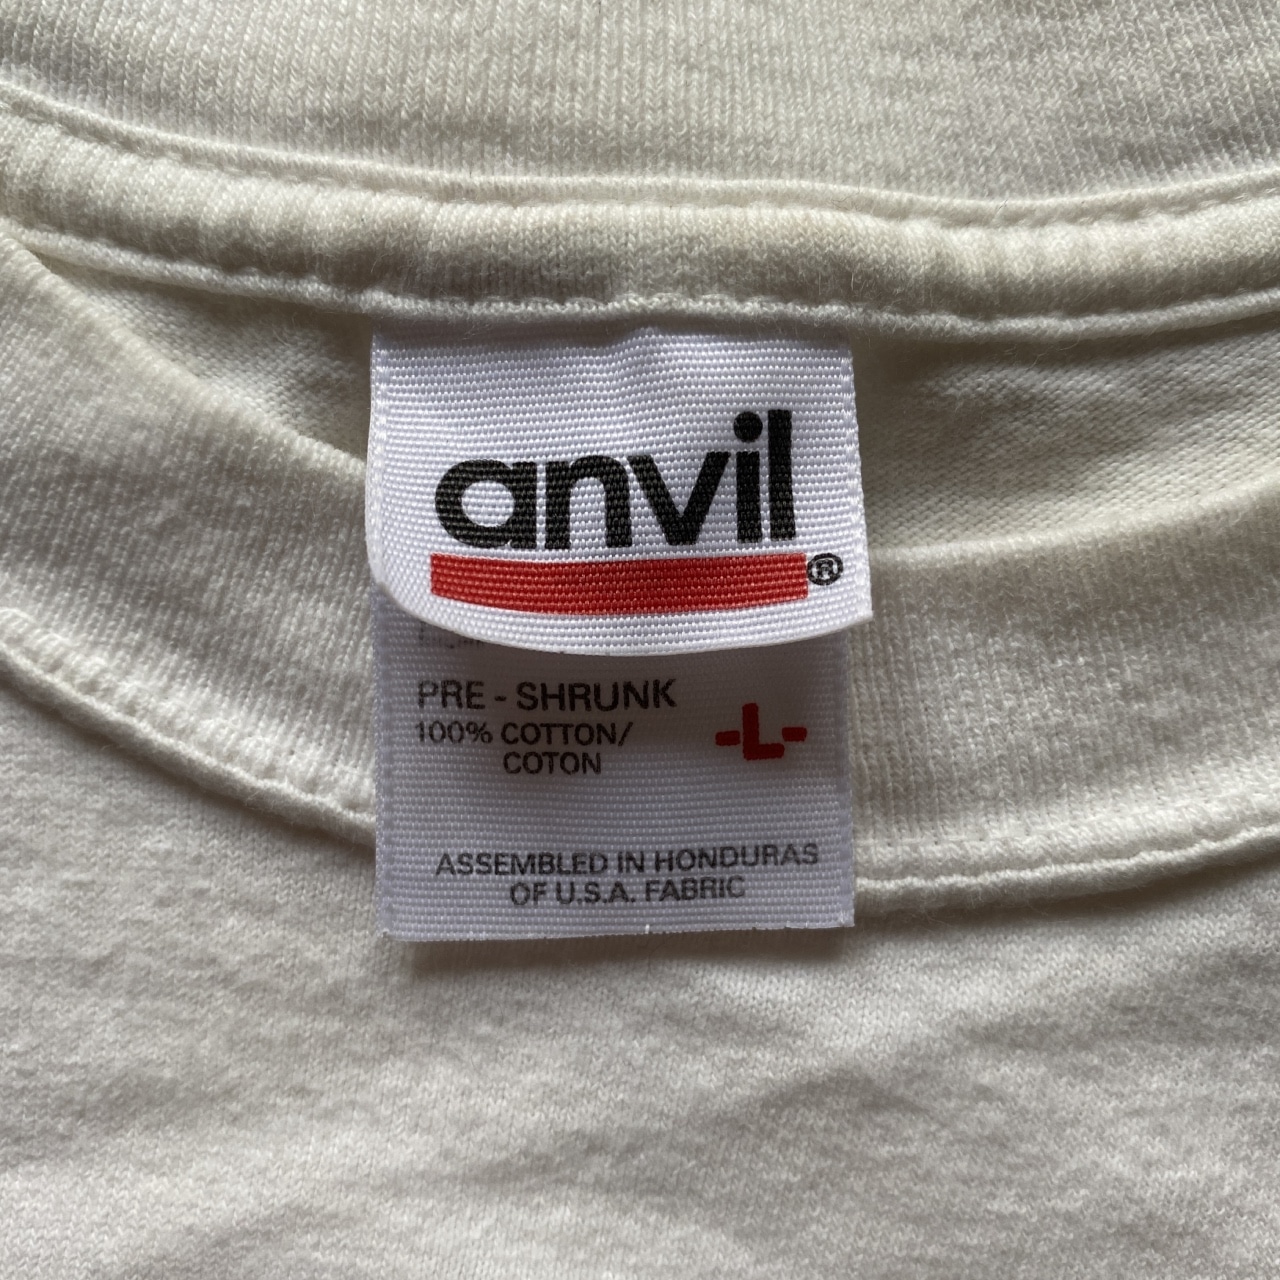 anvil®
PRE - SHRUNK
100% COTTON/
COTON
-L-
ASSEMBLED IN HONDURAS
OF U.S.A. FABRIC